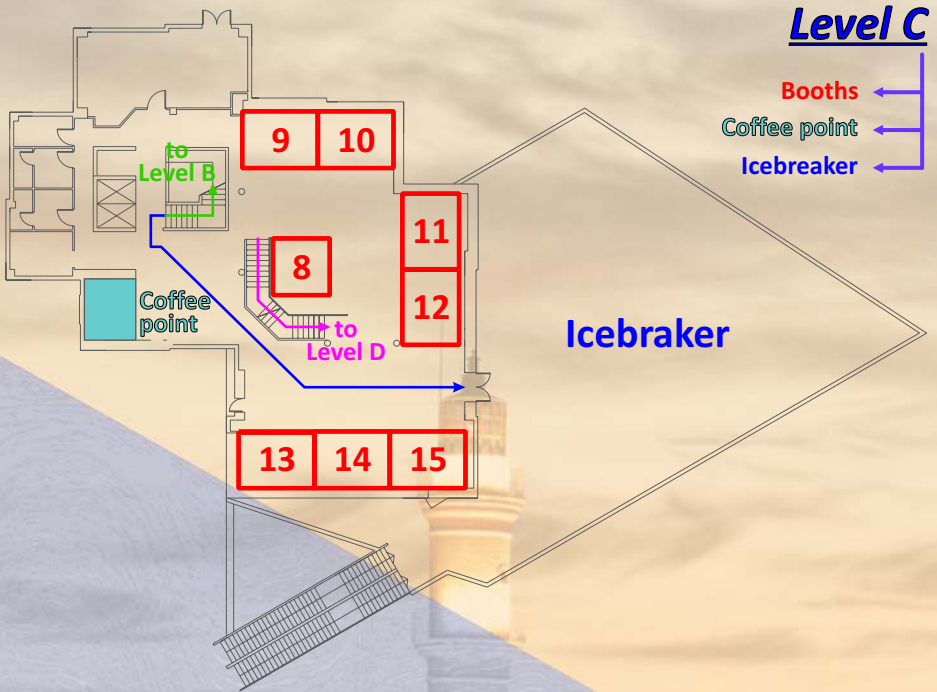 Level C
Booths
Coffee point
Icebreaker
9
10
to
Level B
11
8
12
Coffee
point
to
Level D
Icebraker
13
14
15